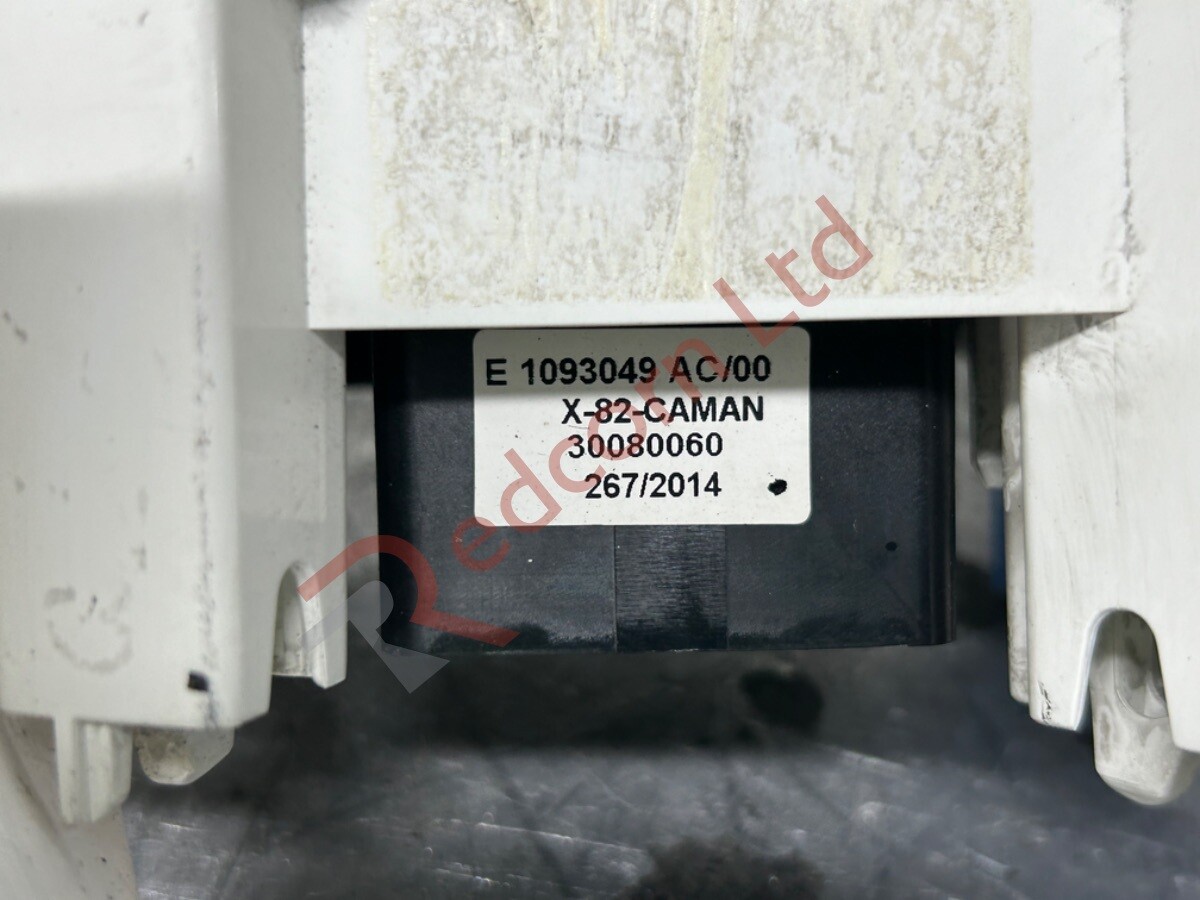 E 1093049 AC/00
X-82-CAMAN
30080060
267/2014
Redcorn Ltd